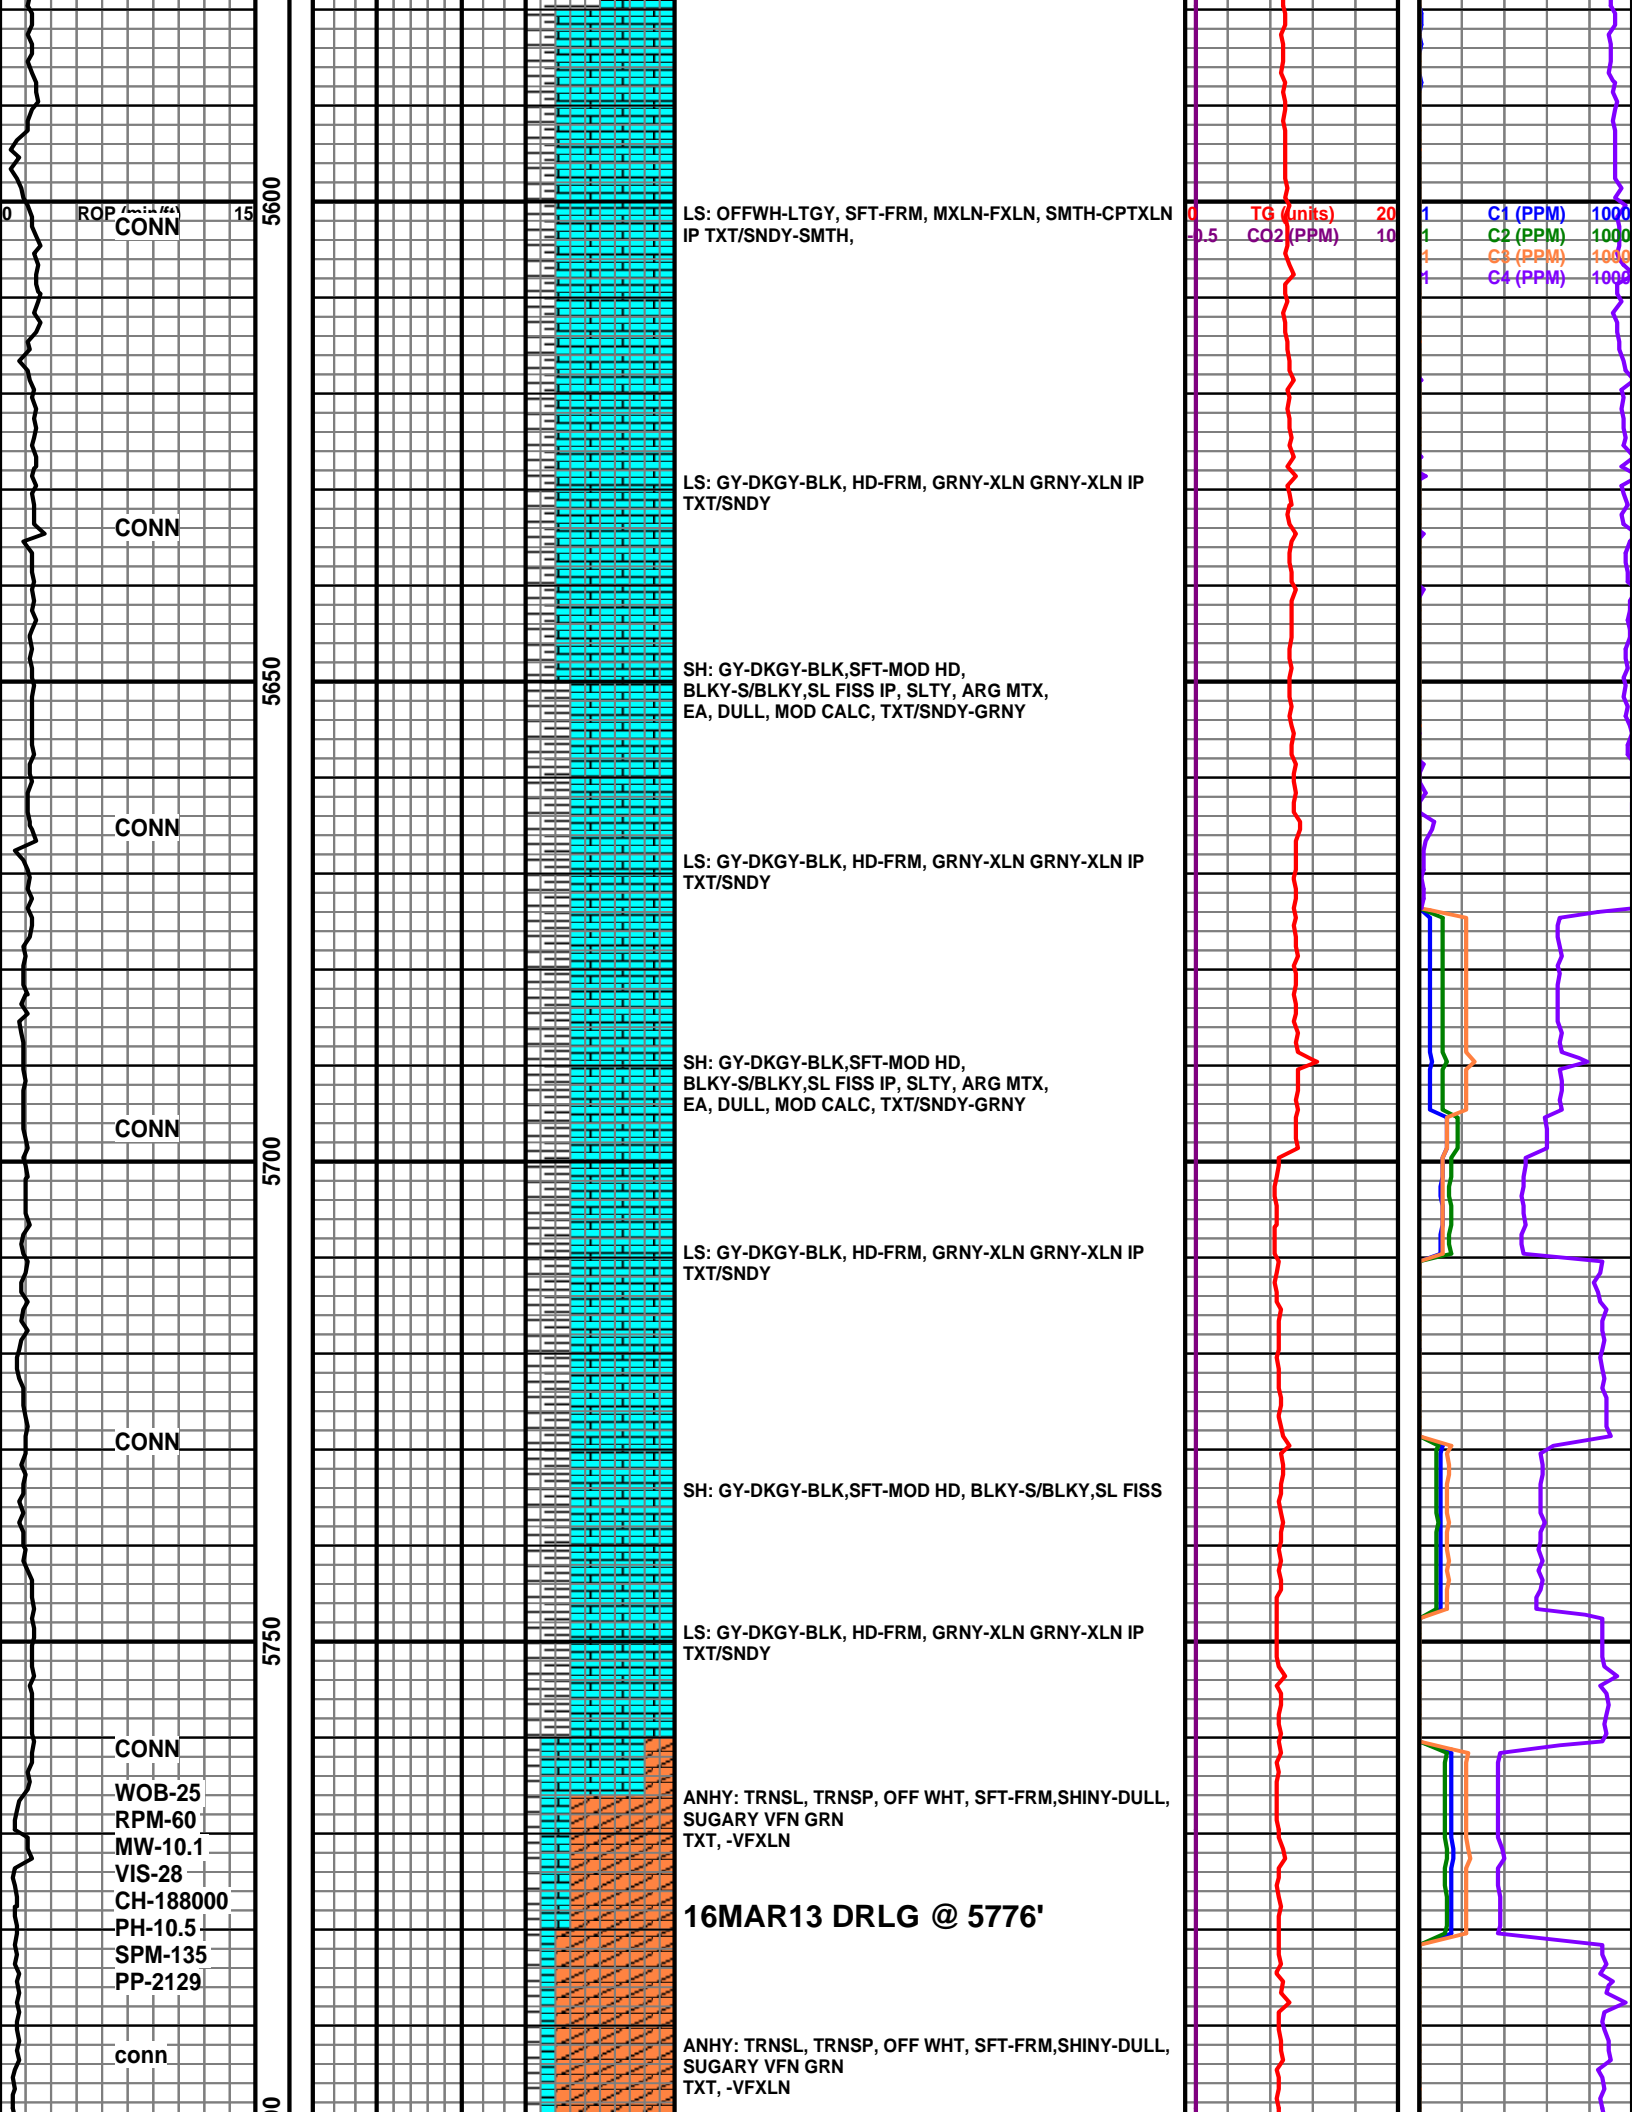 5600
0 ROP (min/ft) 15
CONN
LS: OFFWH-LTGY, SFT-FRM, MXLN-FXLN, SMTH-CPTXLN
IP TXT/SNDY-SMTH,
0 TG (units) 20
-0.5 CO2 (PPM) 10
1 C1 (PPM) 1000
1 C2 (PPM) 1000
1 C3 (PPM) 1000
1 C4 (PPM) 1000
LS: GY-DKGY-BLK, HD-FRM, GRNY-XLN GRNY-XLN IP
TXT/SNDY
CONN
5650
SH: GY-DKGY-BLK,SFT-MOD HD,
BLKY-S/BLKY,SL FISS IP, SLTY, ARG MTX,
EA, DULL, MOD CALC, TXT/SNDY-GRNY
CONN
LS: GY-DKGY-BLK, HD-FRM, GRNY-XLN GRNY-XLN IP
TXT/SNDY
SH: GY-DKGY-BLK,SFT-MOD HD,
BLKY-S/BLKY,SL FISS IP, SLTY, ARG MTX,
EA, DULL, MOD CALC, TXT/SNDY-GRNY
CONN
5700
LS: GY-DKGY-BLK, HD-FRM, GRNY-XLN GRNY-XLN IP
TXT/SNDY
CONN
SH: GY-DKGY-BLK,SFT-MOD HD, BLKY-S/BLKY,SL FISS
5750
LS: GY-DKGY-BLK, HD-FRM, GRNY-XLN GRNY-XLN IP
TXT/SNDY
CONN
WOB-25
RPM-60
MW-10.1
VIS-28
CH-188000
PH-10.5
SPM-135
PP-2129
ANHY: TRNSL, TRNSP, OFF WHT, SFT-FRM,SHINY-DULL,
SUGARY VFN GRN
TXT, -VFXLN
16MAR13 DRLG @ 5776'
conn
ANHY: TRNSL, TRNSP, OFF WHT, SFT-FRM,SHINY-DULL,
SUGARY VFN GRN
TXT, -VFXLN